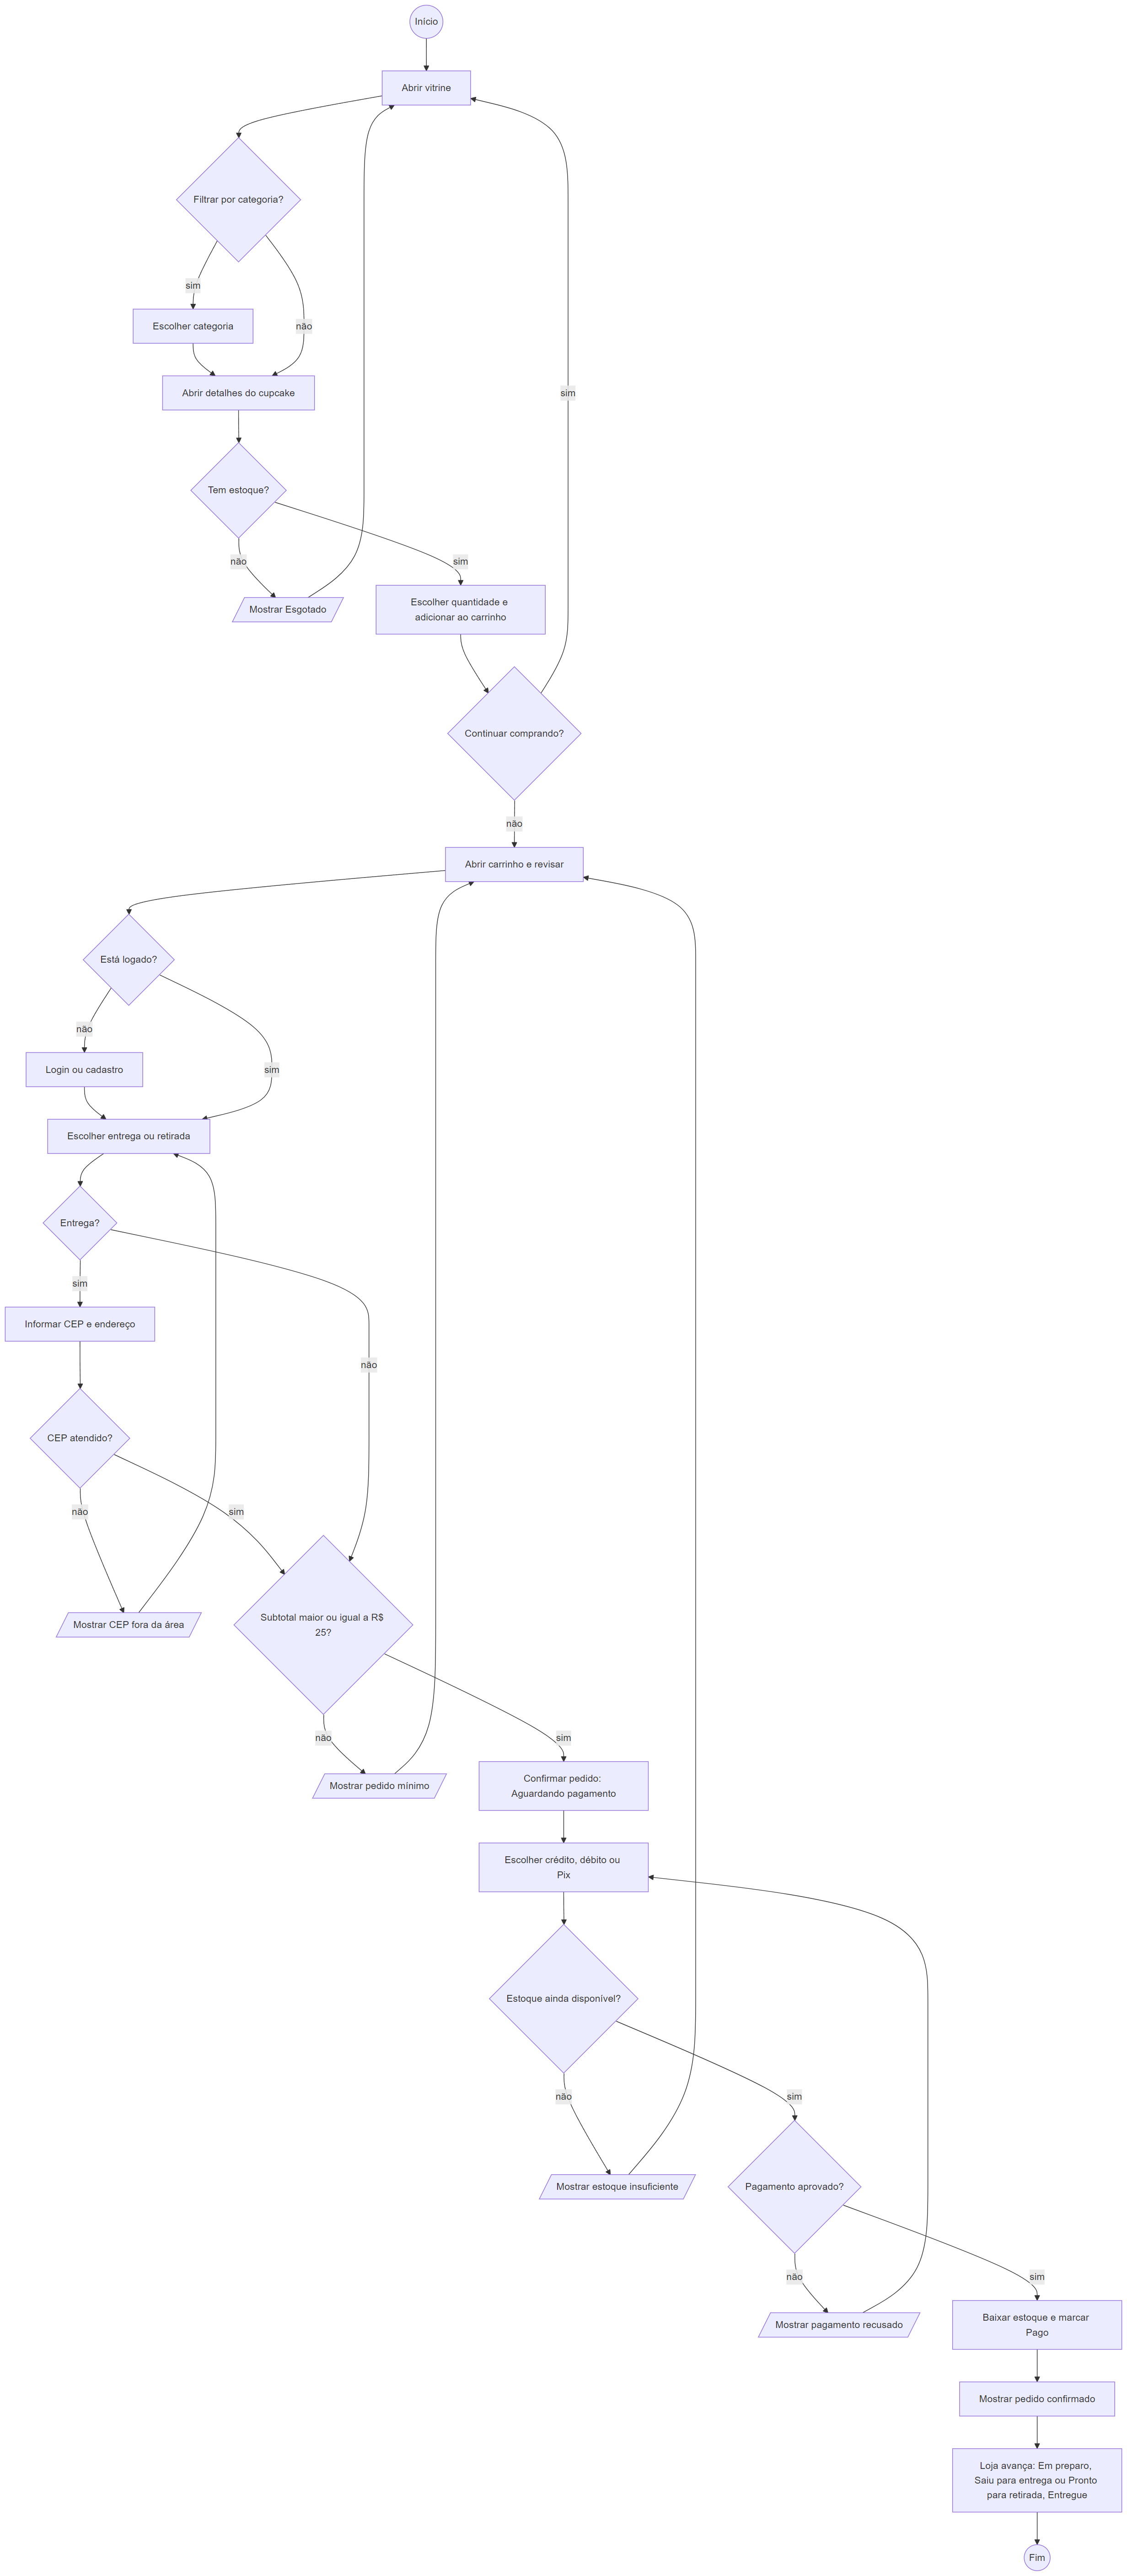 Início
Abrir vitrine
Filtrar por categoria?
sim
não
Escolher categoria
Abrir detalhes do cupcake
sim
Tem estoque?
não
sim
Mostrar Esgotado
Escolher quantidade e
adicionar ao carrinho
Continuar comprando?
não
Abrir carrinho e revisar
Está logado?
não
sim
Login ou cadastro
Escolher entrega ou retirada
Entrega?
sim
não
Informar CEP e endereço
CEP atendido?
não
sim
Mostrar CEP fora da área
Subtotal maior ou igual a R$
25?
não
sim
Mostrar pedido mínimo
Confirmar pedido:
Aguardando pagamento
Escolher crédito, débito ou
Pix
Estoque ainda disponível?
não
sim
Mostrar estoque insuficiente
Pagamento aprovado?
não
sim
Mostrar pagamento recusado
Baixar estoque e marcar
Pago
Mostrar pedido confirmado
Loja avança: Em preparo,
Saiu para entrega ou Pronto
para retirada, Entregue
Fim